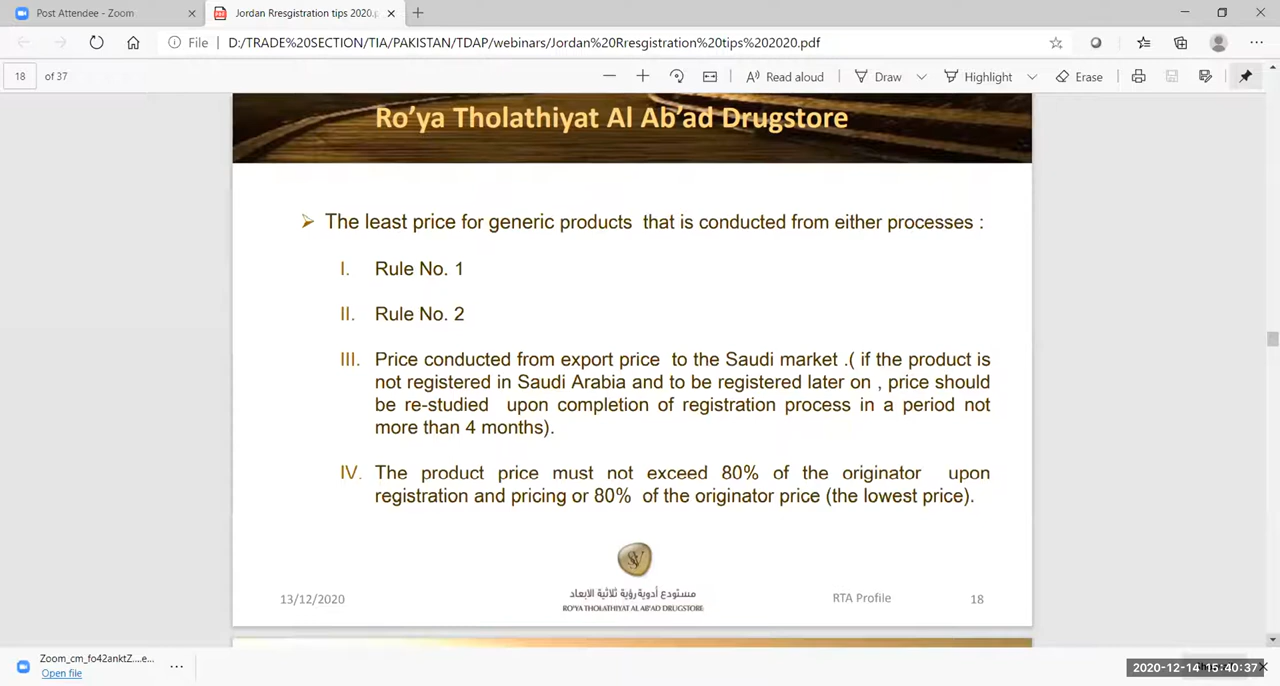 Post Attendee - Zoom
Jordan Rresgistration tips 2020.p
File
D:/TRADE%20SECTION/TIA/PAKISTAN/TDAP/webinars/Jordan%20Rresgistration%20tips%202020.pdf
18 of 37
Read aloud
Draw
Highlight
Erase
Ro'ya Tholathiyat Al Ab'ad Drugstore
The least price for generic products that is conducted from either processes :
I. Rule No. 1
II. Rule No. 2
III. Price conducted from export price to the Saudi market .( if the product is
not registered in Saudi Arabia and to be registered later on , price should
be re-studied upon completion of registration process in a period not
more than 4 months).
IV. The product price must not exceed 80% of the originator upon
registration and pricing or 80% of the originator price (the lowest price).
مستودع أدوية رؤية ثلاثية الابعاد
RO'YA THOLATHIYAT AL AB'AD DRUGSTORE
13/12/2020
RTA Profile
18
Zoom_cm_fo42anktZ....e...
Open file
2020-12-14 15:40:37